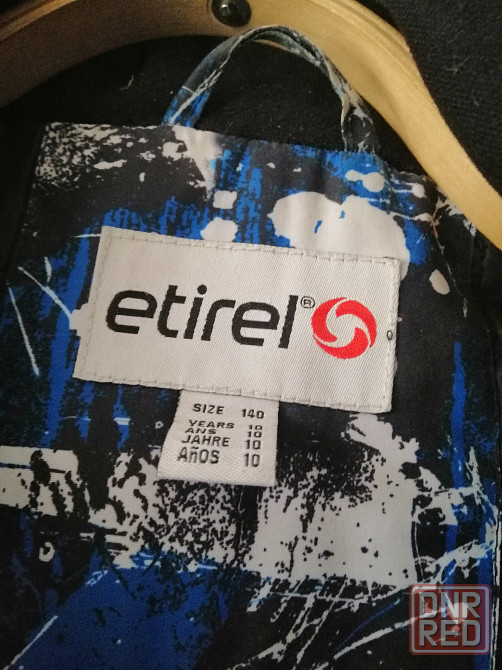 etirel®
SIZE 140
YEARS 10
ANS 10
JAHRE 10
AÑOS 10
DNR
RED